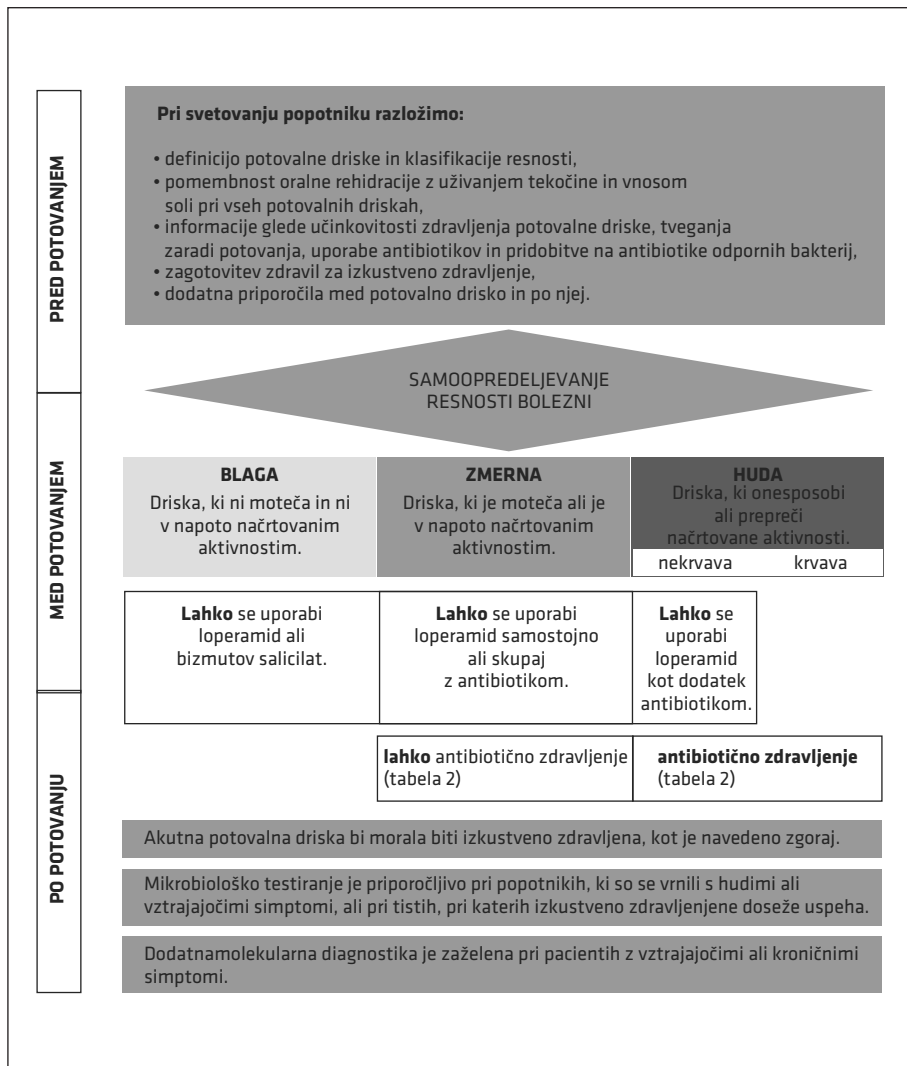 PRED POTOVANJEM
Pri svetovanju popotniku razložimo:
• definicijo potovalne driske in klasifikacije resnosti,
• pomembnost oralne rehidracije z uživanjem tekočine in vnosom
soli pri vseh potovalnih driskah,
• informacije glede učinkovitosti zdravljenja potovalne driske, tveganja
zaradi potovanja, uporabe antibiotikov in pridobitve na antibiotike odpornih bakterij,
• zagotovitev zdravil za izkustveno zdravljenje,
• dodatna priporočila med potovalno drisko in po njej.
SAMOOPREDELJEVANJE
RESNOSTI BOLEZNI
MED POTOVANJEM
BLAGA
Driska, ki ni moteča in ni
v napoto načrtovanim
aktivnostim.
ZMERNA
Driska, ki je moteča ali je
v napoto načrtovanim
aktivnostim.
HUDA
Driska, ki onesposobi
ali prepreči
načrtovane aktivnosti.
nekrvava krvava
Lahko se uporabi
loperamid ali
bizmutov salicilat.
Lahko se uporabi
loperamid samostojno
ali skupaj
z antibiotikom.
Lahko se
uporabi
loperamid
kot dodatek
antibiotikom.
lahko antibiotično zdravljenje
(tabela 2)
antibiotično zdravljenje
(tabela 2)
PO POTOVANJU
Akutna potovalna driska bi morala biti izkustveno zdravljena, kot je navedeno zgoraj.
Mikrobiološko testiranje je priporočljivo pri popotnikih, ki so se vrnili s hudimi ali
vztrajajočimi simptomi, ali pri tistih, pri katerih izkustveno zdravljenjene doseže uspeha.
Dodatnamolekularna diagnostika je zaželena pri pacientih z vztrajajočimi ali kroničnimi
simptomi.